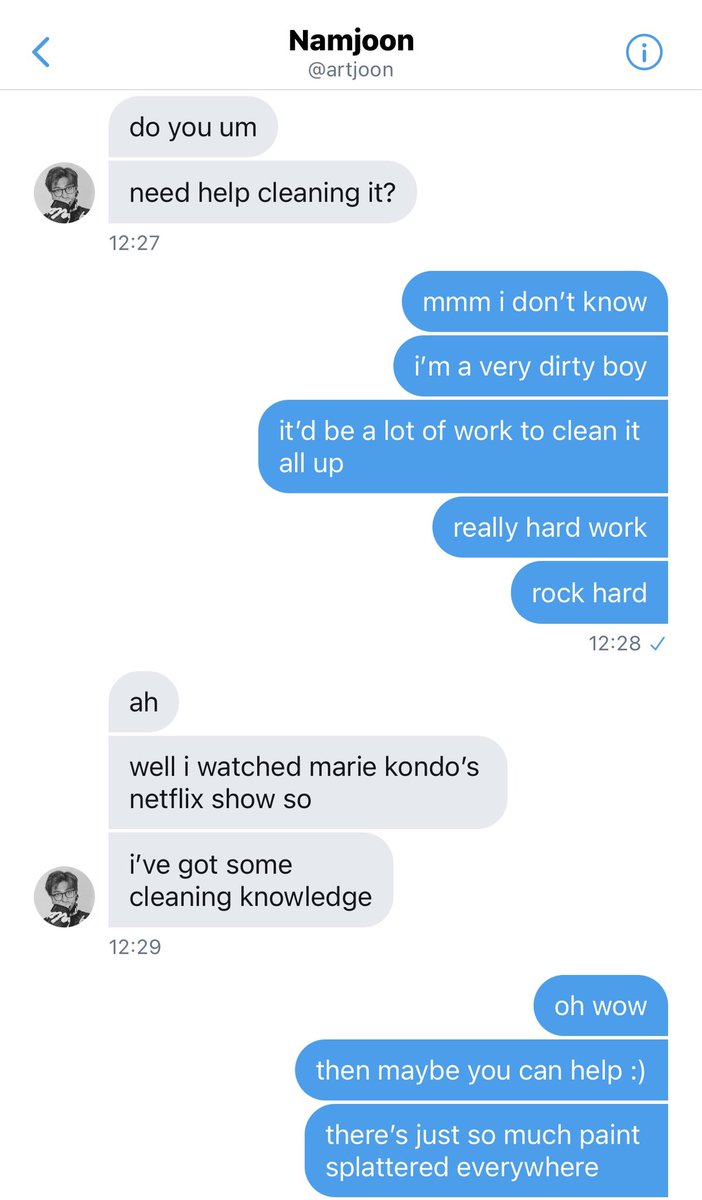 Namjoon
@artjoon
do you um
need help cleaning it?
12:27
mmm i don’t know
i’m a very dirty boy
it’d be a lot of work to clean it
all up
really hard work
rock hard
12:28 ✓
ah
well i watched marie kondo’s
netflix show so
i’ve got some
cleaning knowledge
12:29
oh wow
then maybe you can help :)
there’s just so much paint
splattered everywhere